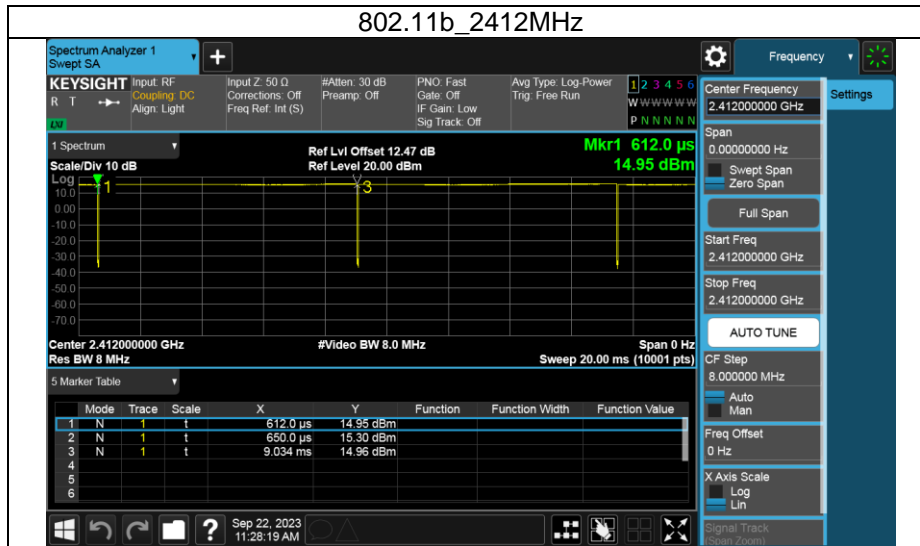 802.11b_2412MHz
Spectrum Analyzer 1
Swept SA
+
Frequency
KEYSIGHT
R T
LXI
Input: RF
Coupling: DC
Align: Light
Input Z: 50 Ω
Corrections: Off
Freq Ref: Int (S)
#Atten: 30 dB
Preamp: Off
PNO: Fast
Gate: Off
IF Gain: Low
Sig Track: Off
Avg Type: Log-Power
Trig: Free Run
1 2 3 4 5 6
W W W W W W
P N N N N N
1 Spectrum
Scale/Div 10 dB
Ref Lvl Offset 12.47 dB
Ref Level 20.00 dBm
Mkr1 612.0 µs
14.95 dBm
Log
10.0
0.00
-10.0
-20.0
-30.0
-40.0
-50.0
-60.0
-70.0
1
3
Center 2.412000000 GHz
Res BW 8 MHz
#Video BW 8.0 MHz
Span 0 Hz
Sweep 20.00 ms (10001 pts)
5 Marker Table
Mode Trace Scale X Y Function Function Width Function Value
1 N 1 t 612.0 µs 14.95 dBm
2 N 1 t 650.0 µs 15.30 dBm
3 N 1 t 9.034 ms 14.96 dBm
4
5
6
?
Sep 22, 2023
11:28:19 AM
Center Frequency
2.412000000 GHz
Settings
Span
0.00000000 Hz
Swept Span
Zero Span
Full Span
Start Freq
2.412000000 GHz
Stop Freq
2.412000000 GHz
AUTO TUNE
CF Step
8.000000 MHz
Auto
Man
Freq Offset
0 Hz
X Axis Scale
Log
Lin
Signal Track
(Span Zoom)